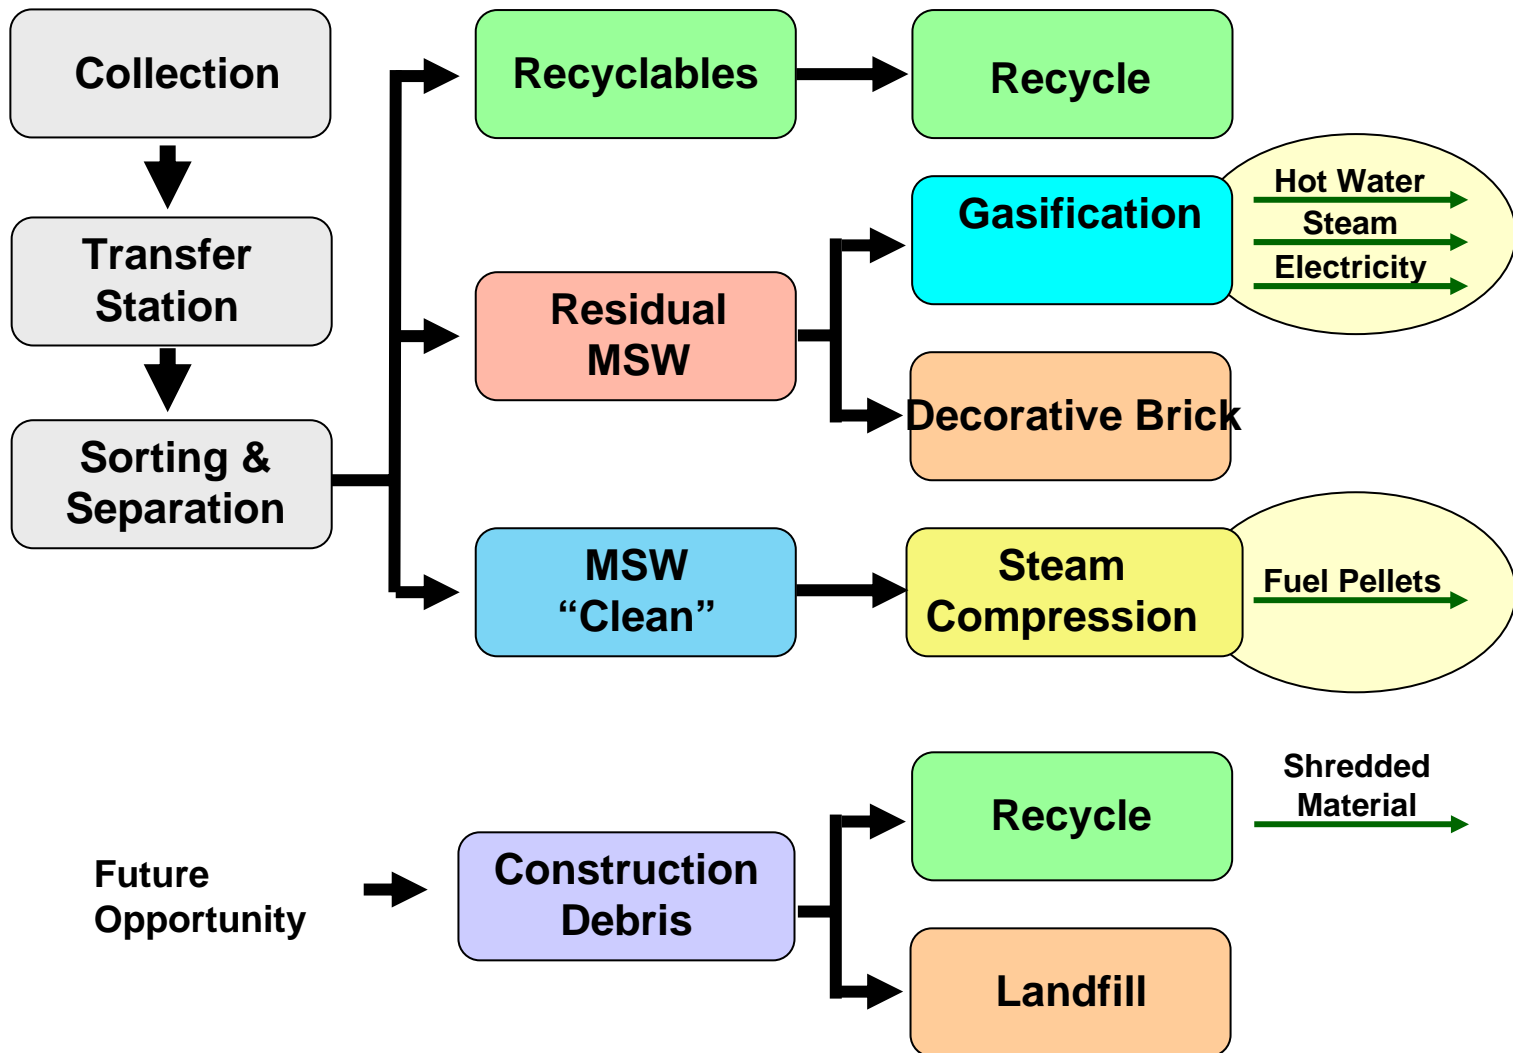 Collection
Transfer
Station
Sorting &
Separation
Recyclables
Recycle
Residual
MSW
Gasification
Hot Water
Steam
Electricity
Decorative Brick
MSW
“Clean”
Steam
Compression
Fuel Pellets
Future
Opportunity
Construction
Debris
Recycle
Shredded
Material
Landfill